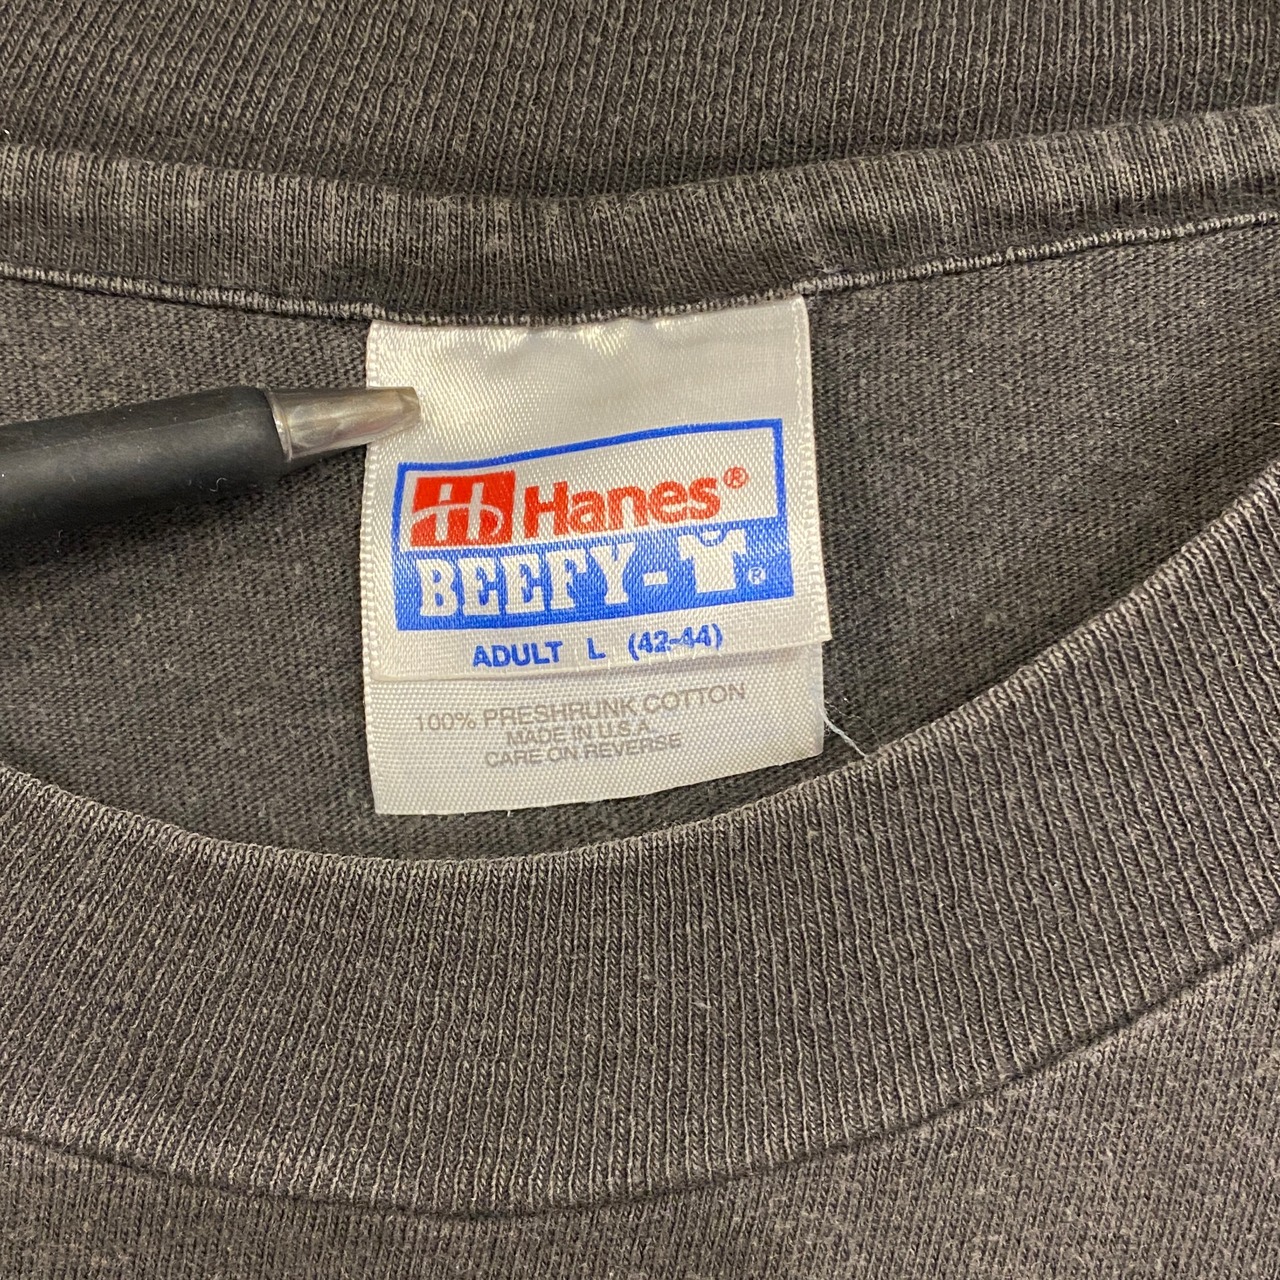 Hanes®
BEEFY-T®
ADULT L (42-44)
100% PRESHRUNK COTTON
MADE IN U.S.A.
CARE ON REVERSE